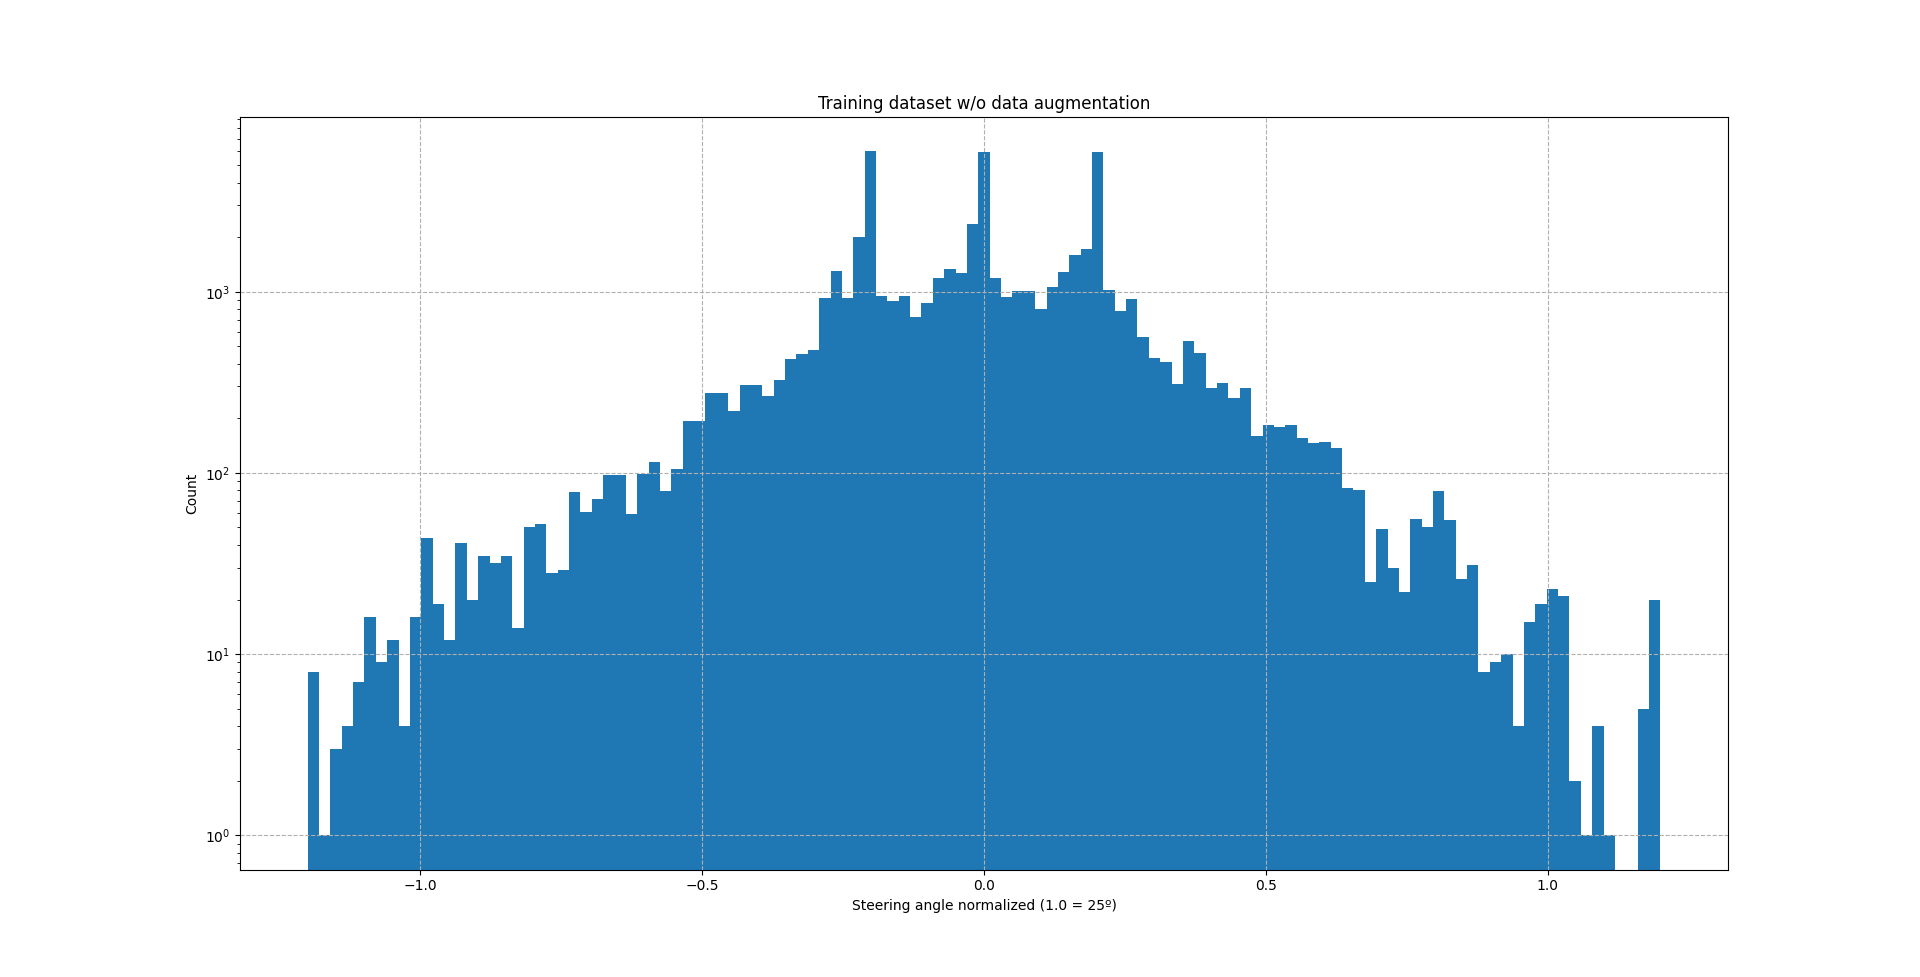 Training dataset w/o data augmentation
Count
10³
10²
10¹
10⁰
−1.0 −0.5 0.0 0.5 1.0
Steering angle normalized (1.0 = 25º)